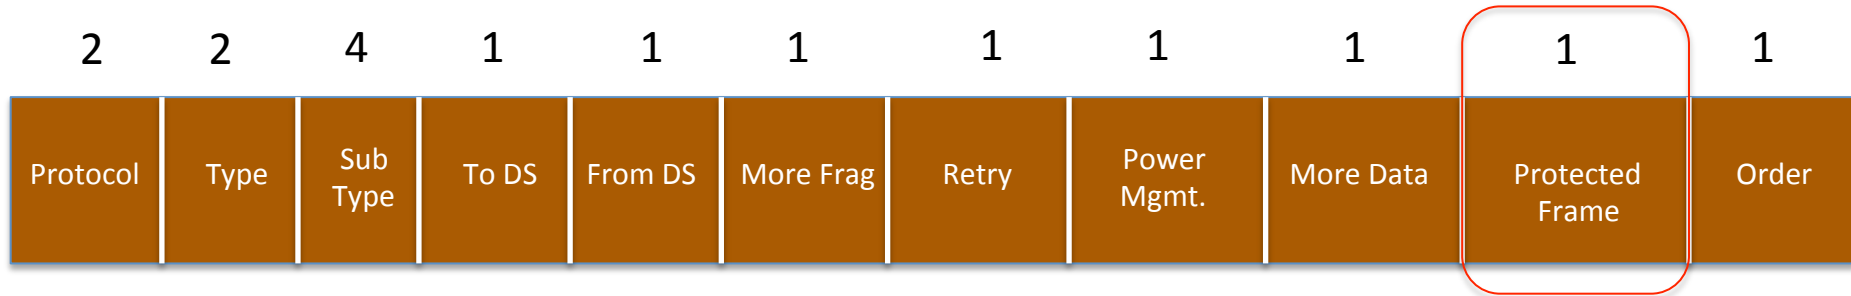 2 2 4 1 1 1 1 1 1 1 1
Protocol Type Sub Type To DS From DS More Frag Retry Power Mgmt. More Data Protected Frame Order